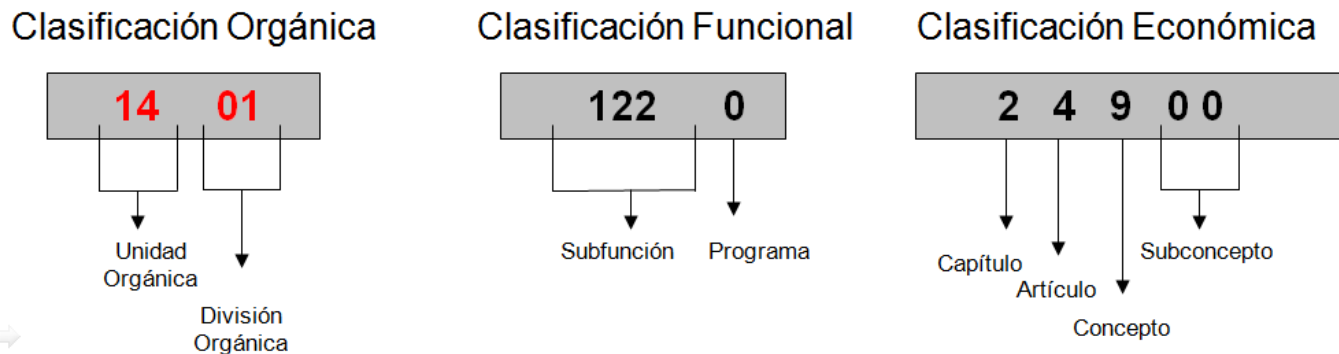 Clasificación Orgánica
14 01
Unidad
Orgánica
División
Orgánica
Clasificación Funcional
122 0
Subfunción
Programa
Clasificación Económica
2 4 9 0 0
Capítulo
Artículo
Concepto
Subconcepto